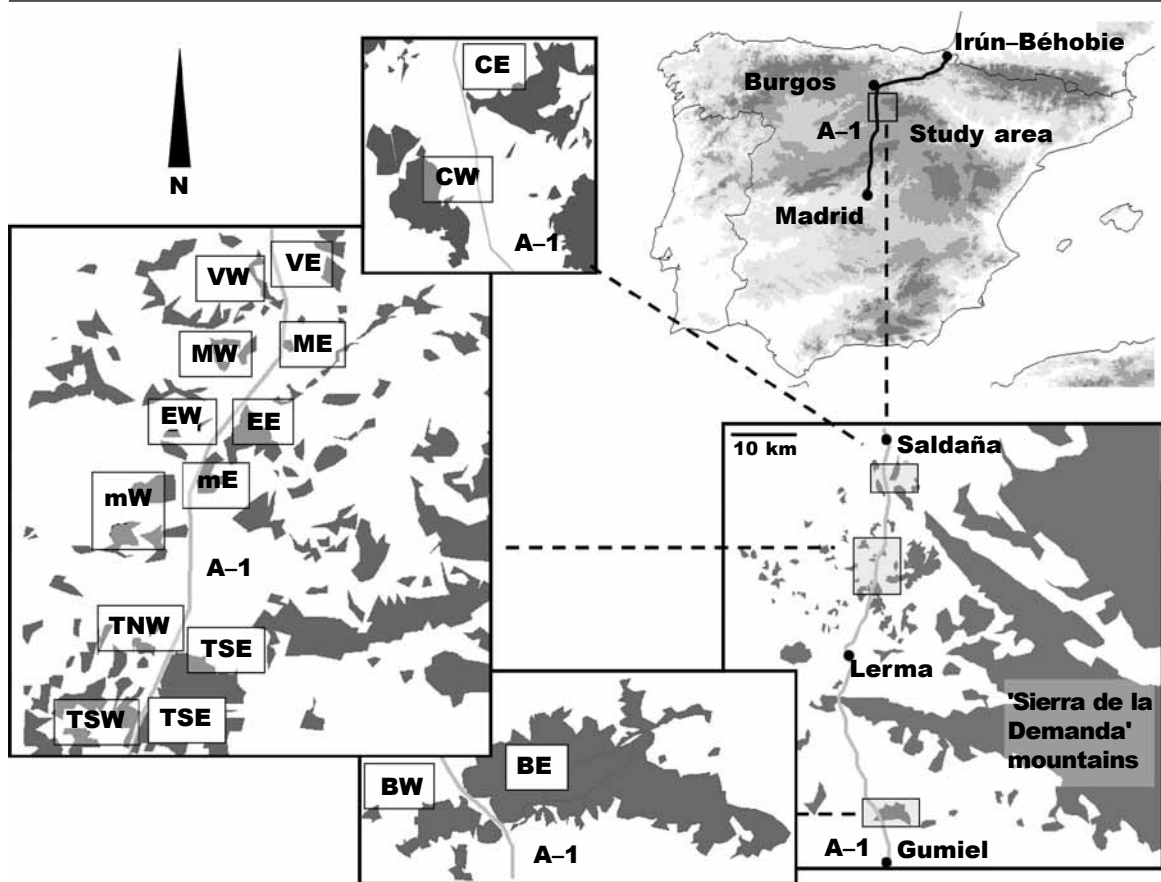 N
CE
CW
A–1
Irún–Béhobie
Burgos
A–1
Study area
Madrid
VW
VE
MW
ME
EW
EE
mW
mE
A–1
TNW
TSE
TSW
TSE
BW
BE
A–1
10 km
Saldaña
Lerma
'Sierra de la
Demanda'
mountains
A–1
Gumiel